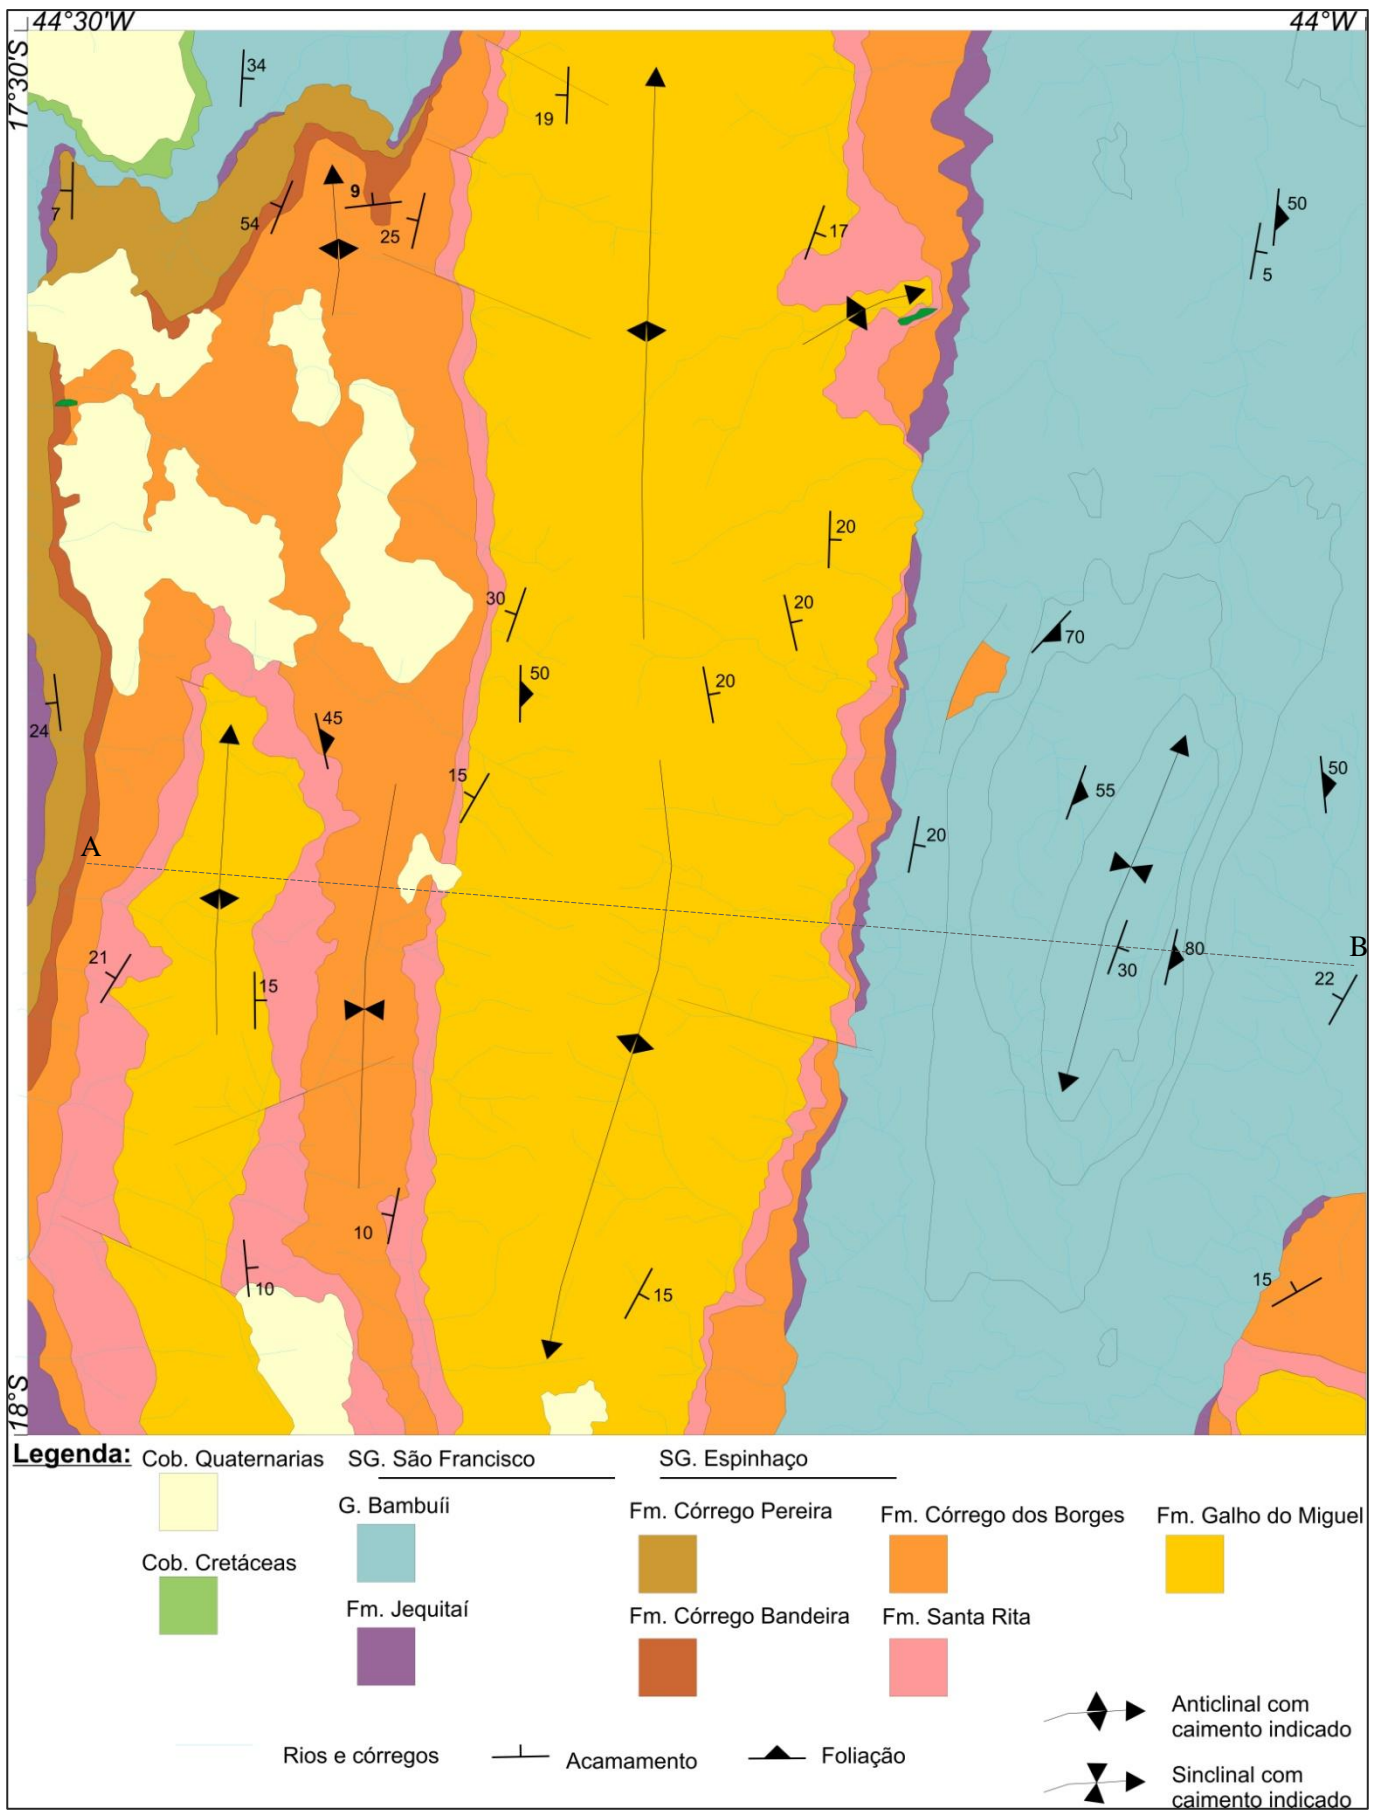 44°30'W
44°W
17°30'S
34
19
7
54
9
25
17
50
5
20
30
20
50
20
70
24
45
15
55
50
20
A
21
15
30
80
B
22
10
10
15
15
18°S
Legenda:
Cob. Quaternarias
SG. São Francisco
SG. Espinhaço
G. Bambuíi
Fm. Córrego Pereira
Fm. Córrego dos Borges
Fm. Galho do Miguel
Cob. Cretáceas
Fm. Jequitaí
Fm. Córrego Bandeira
Fm. Santa Rita
Anticlinal com
caimento indicado
Rios e córregos
Acamamento
Foliação
Sinclinal com
caimento indicado